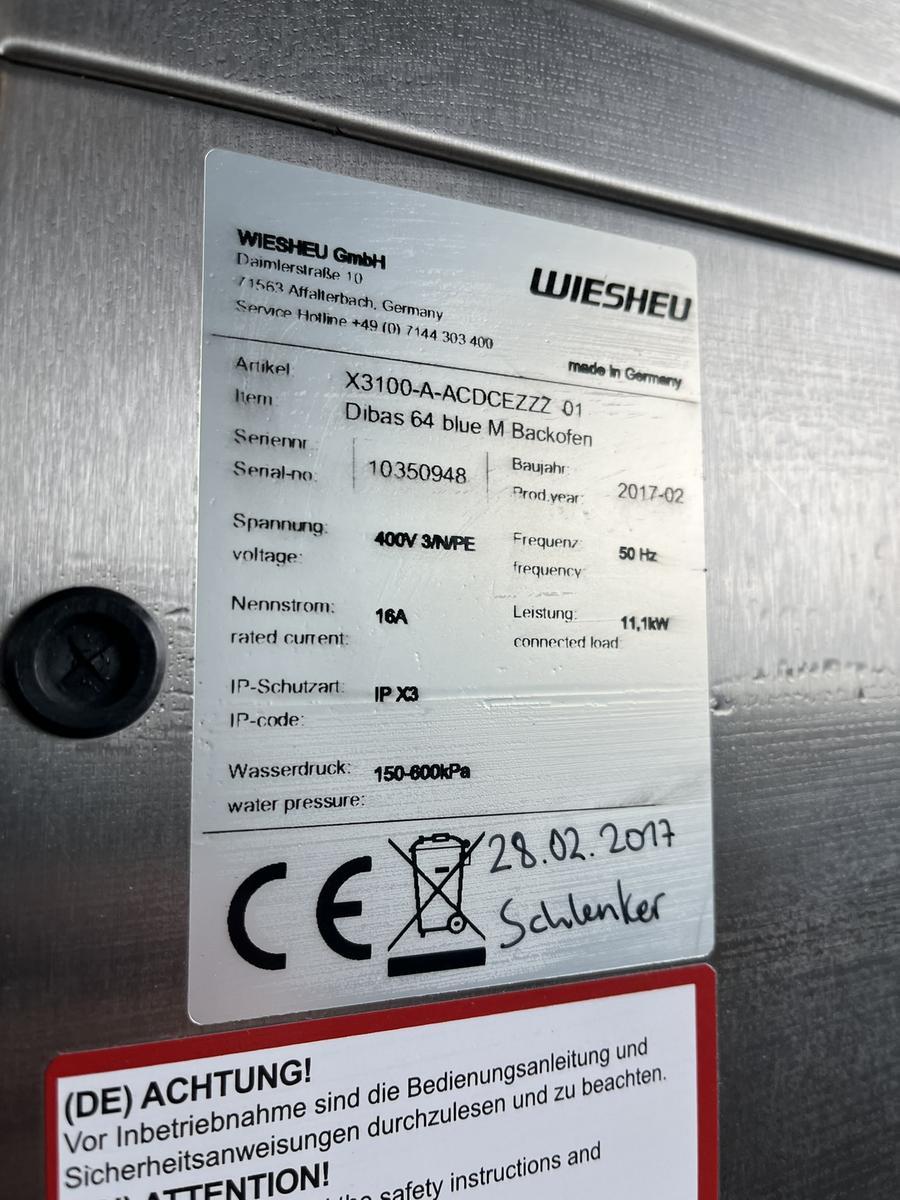 WIESHEU GmbH
Daimlerstraße 10
71563 Affalterbach, Germany
Service Hotline +49 (0) 7144 303 400
WIESHEU
made in Germany
Artikel: X3100-A-ACDCEZZZ 01
Item: Dibas 64 blue M Backofen
Seriennr.
Serial-no: 10350948
Baujahr:
Prod.year: 2017-02
Spannung:
voltage: 400V 3/N/PE
Frequenz
frequency: 50 Hz
Nennstrom:
rated current: 16A
Leistung:
connected load: 11,1kW
IP-Schutzart:
IP-code: IP X3
Wasserdruck:
water pressure: 150-600kPa
CE
28.02.2017
Schlenker
(DE) ACHTUNG!
Vor Inbetriebnahme sind die Bedienungsanleitung und
Sicherheitsanweisungen durchzulesen und zu beachten.
ATTENTION!
the safety instructions and